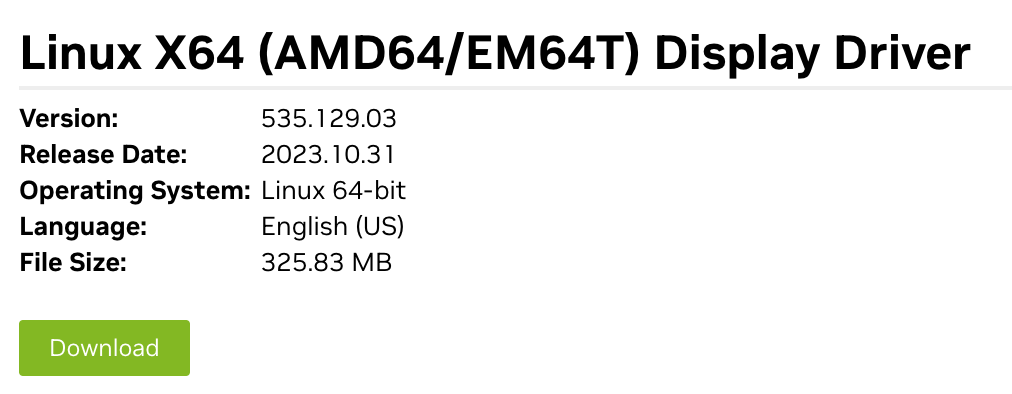 Linux X64 (AMD64/EM64T) Display Driver
Version: 535.129.03
Release Date: 2023.10.31
Operating System: Linux 64-bit
Language: English (US)
File Size: 325.83 MB
Download